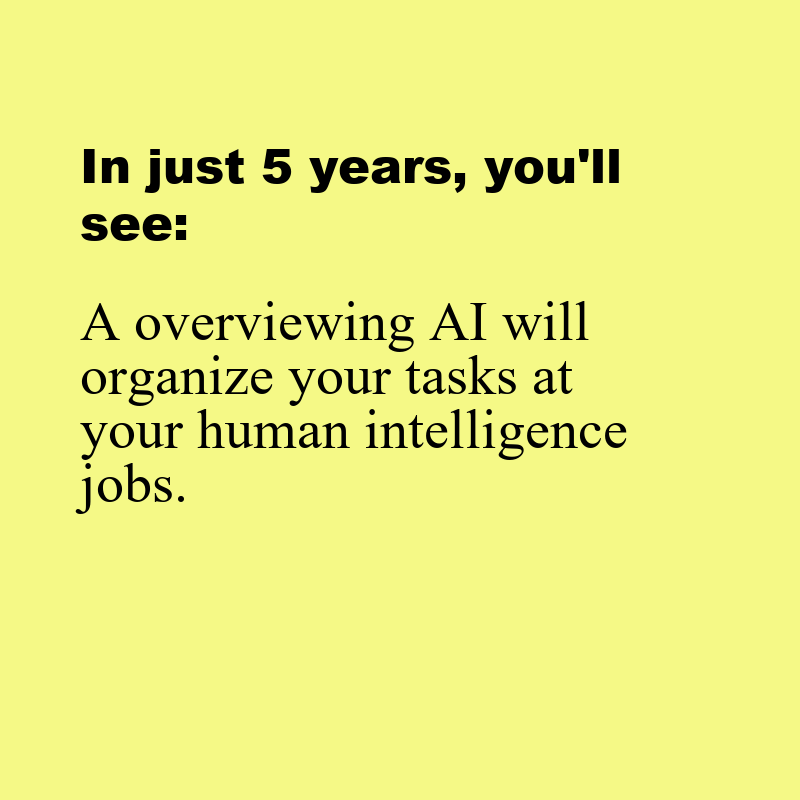 In just 5 years, you'll
see:
A overviewing AI will
organize your tasks at
your human intelligence
jobs.